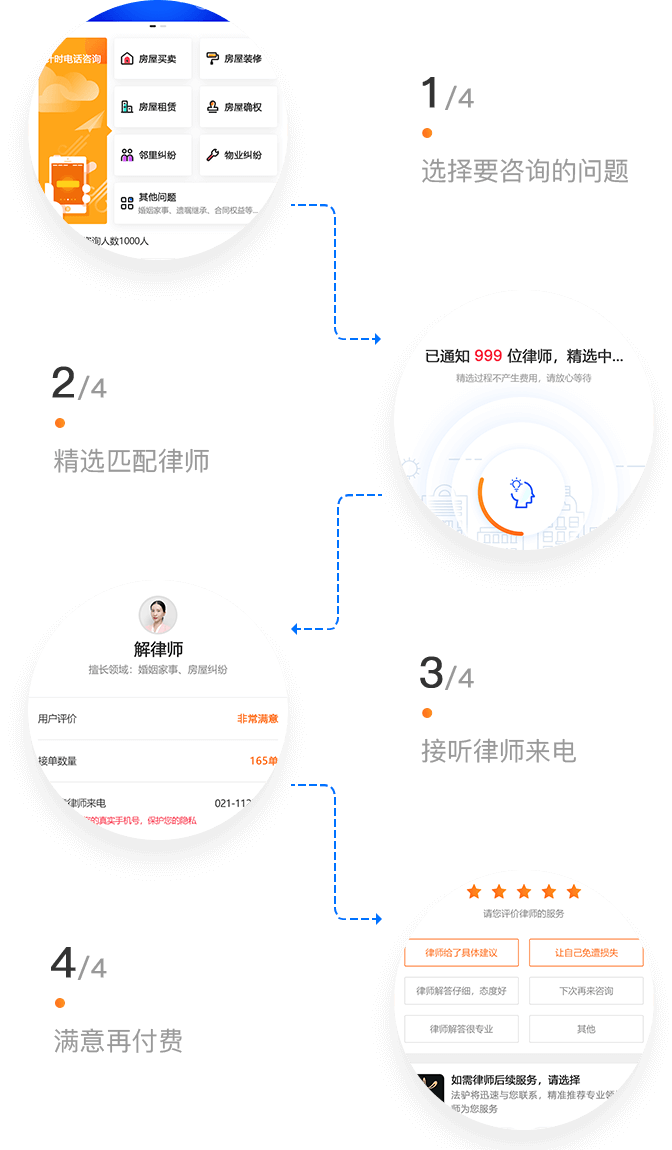 时电话咨询
房屋买卖
房屋装修
房屋租赁
房屋确权
邻里纠纷
物业纠纷
其他问题
婚姻家事、遗嘱继承、合同权益等...
咨询人数1000人
1/4
选择要咨询的问题
已通知 999 位律师，精选中...
精选过程不产生费用，请放心等待
2/4
精选匹配律师
解律师
擅长领域：婚姻家事、房屋纠纷
用户评价
非常满意
接单数量
165单
律师来电
021-112
的真实手机号，保护您的隐私
3/4
接听律师来电
请您评价律师的服务
律师给了具体建议
让自己免遭损失
律师解答仔细，态度好
下次再来咨询
律师解答很专业
其他
如需律师后续服务，请选择
法驴将迅速与您联系，精准推荐专业领
师为您服务
4/4
满意再付费